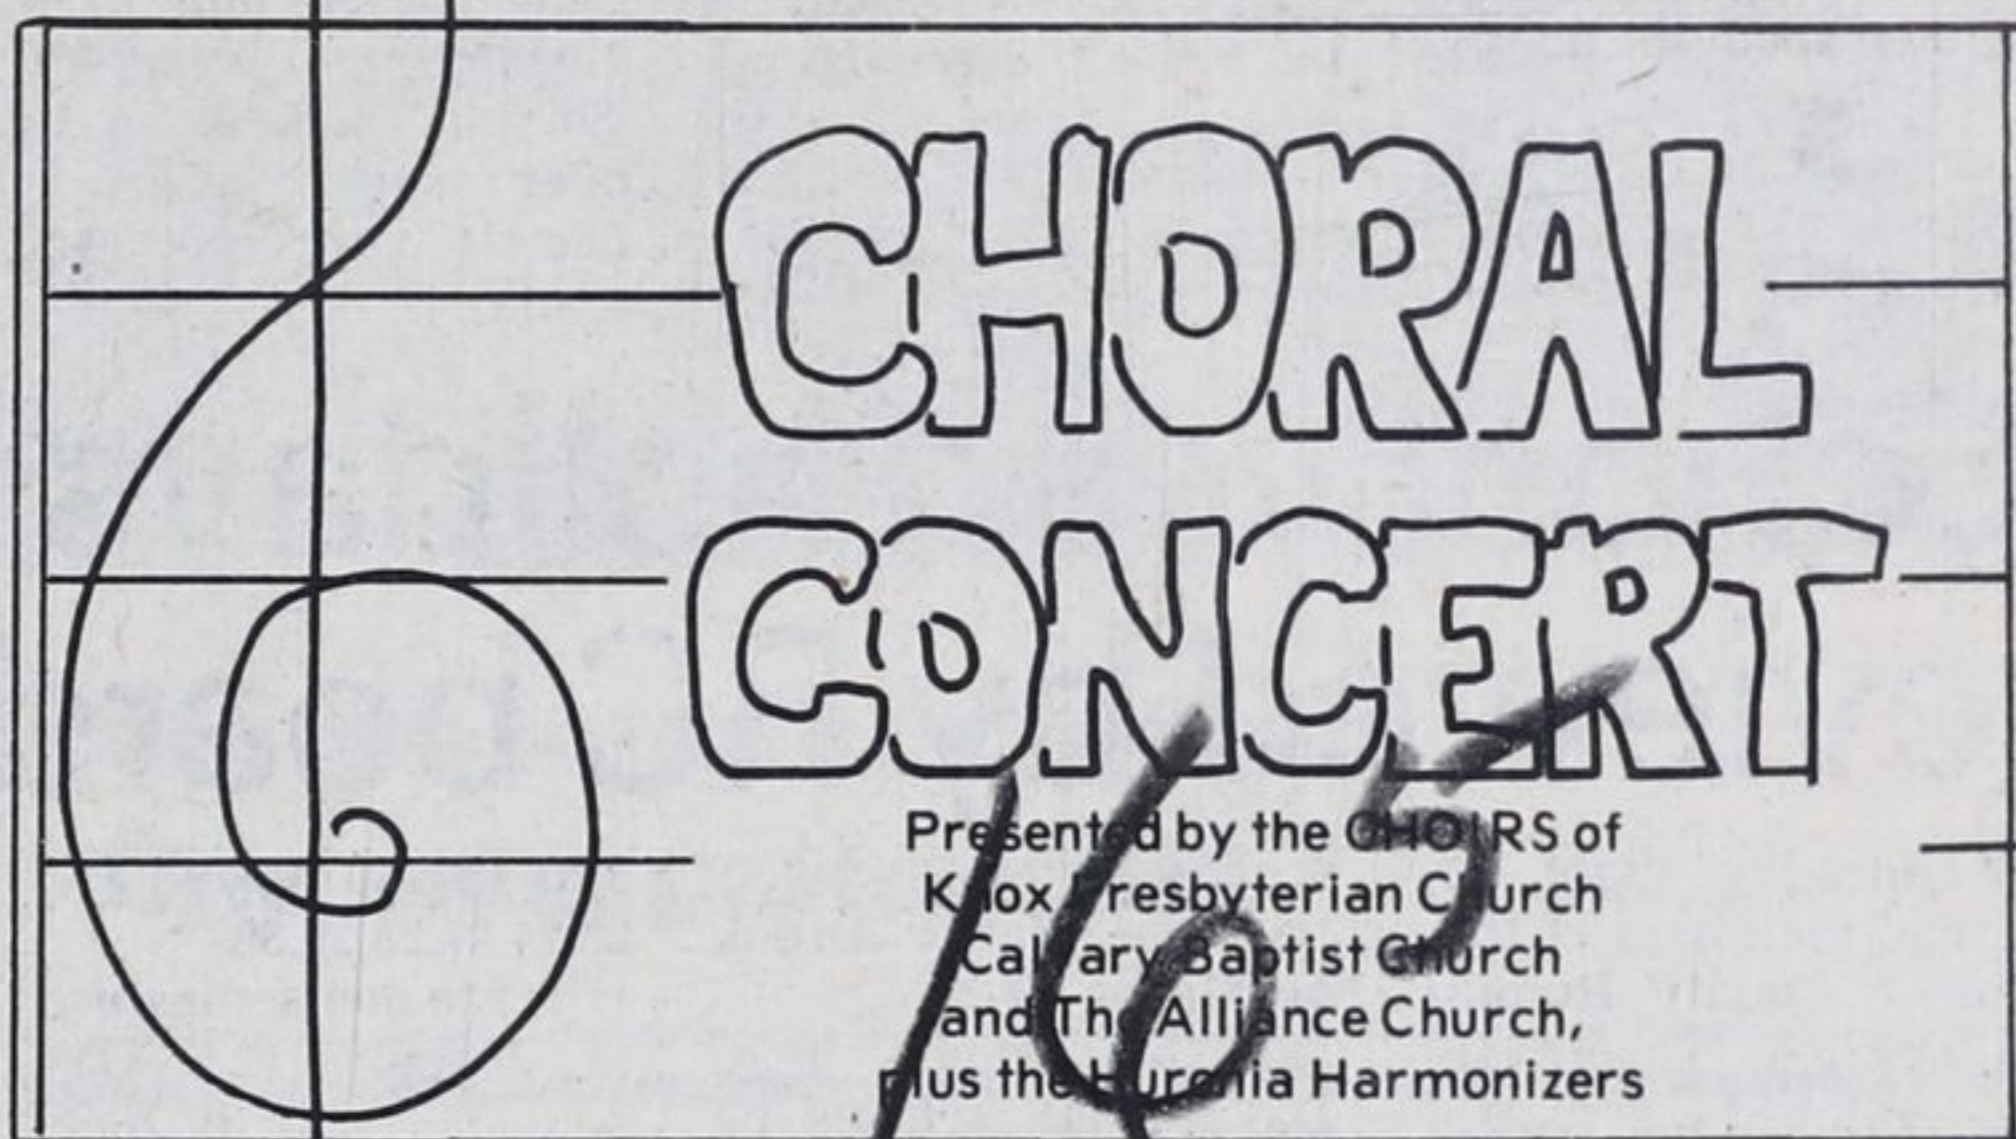 CHORAL
CONCERT
Presented by the CHOIRS of
Knox Presbyterian Church
Calvary Baptist Church
and The Alliance Church,
plus the Huronia Harmonizers
165